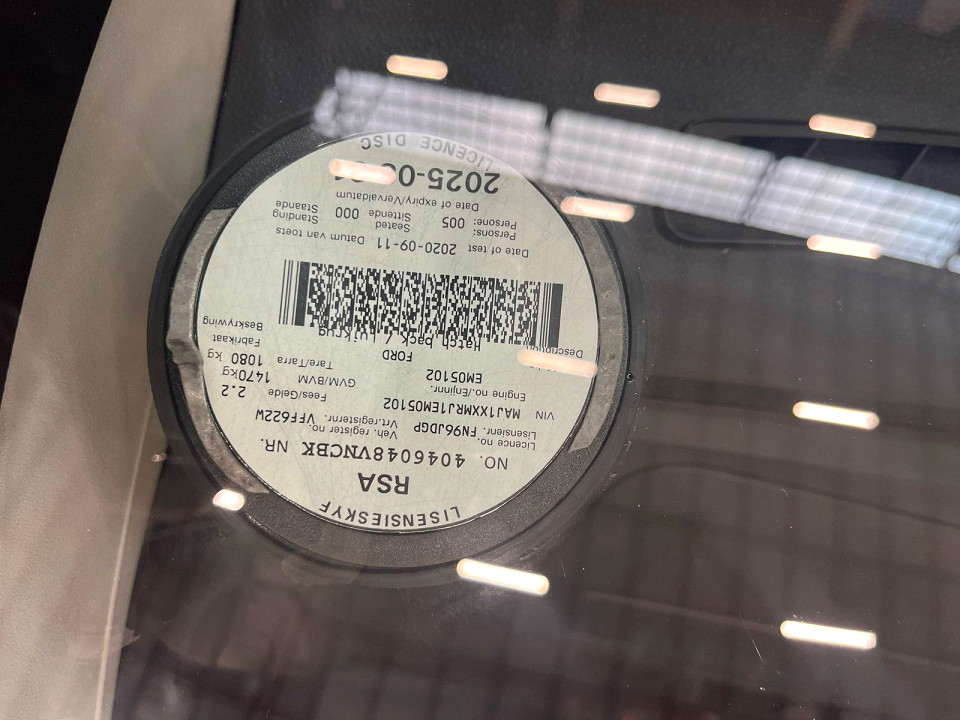 LISENSIESKYF
RSA
NO. 4046048VNCBK NR.
Licence no. Veh. register no.
Lisensienr. FN96JDGP Vrt.registernr. VFF622W
VIN MAJ1XXMRJ1EM05102 Fees/Gelde 2.2
Engine no./Enjinnr. GVM/BVM 1470kg
EM05102 Tare/Tarra 1080 kg
FORD Fabrikaat
Description Hatch back / Luikrug Beskrywing
Date of test 2020-09-11 Datum van toets
Persons: Seated Standing
Persone: 005 Sittende 000 Staande
Date of expiry/Vervaldatum
LICENCE DISC